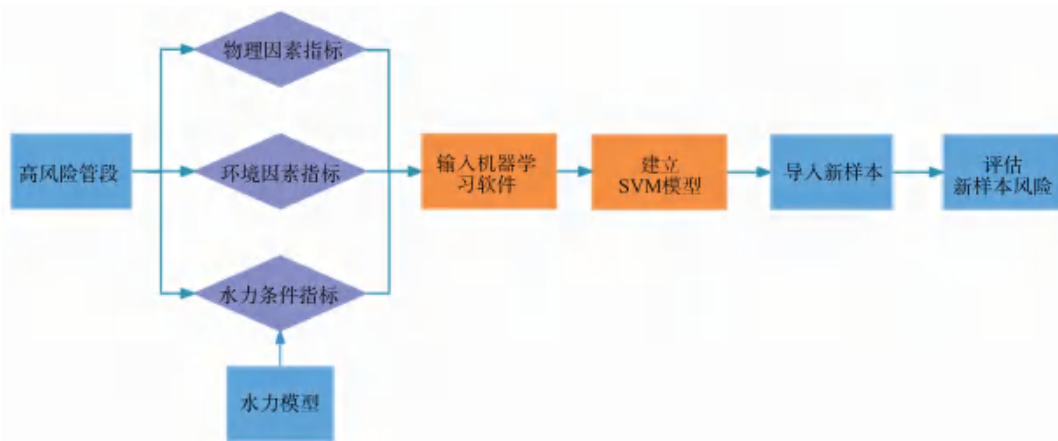 物理因素指标
高风险管段
环境因素指标
输入机器学
习软件
建立
SVM模型
导入新样本
评估
新样本风险
水力条件指标
水力模型